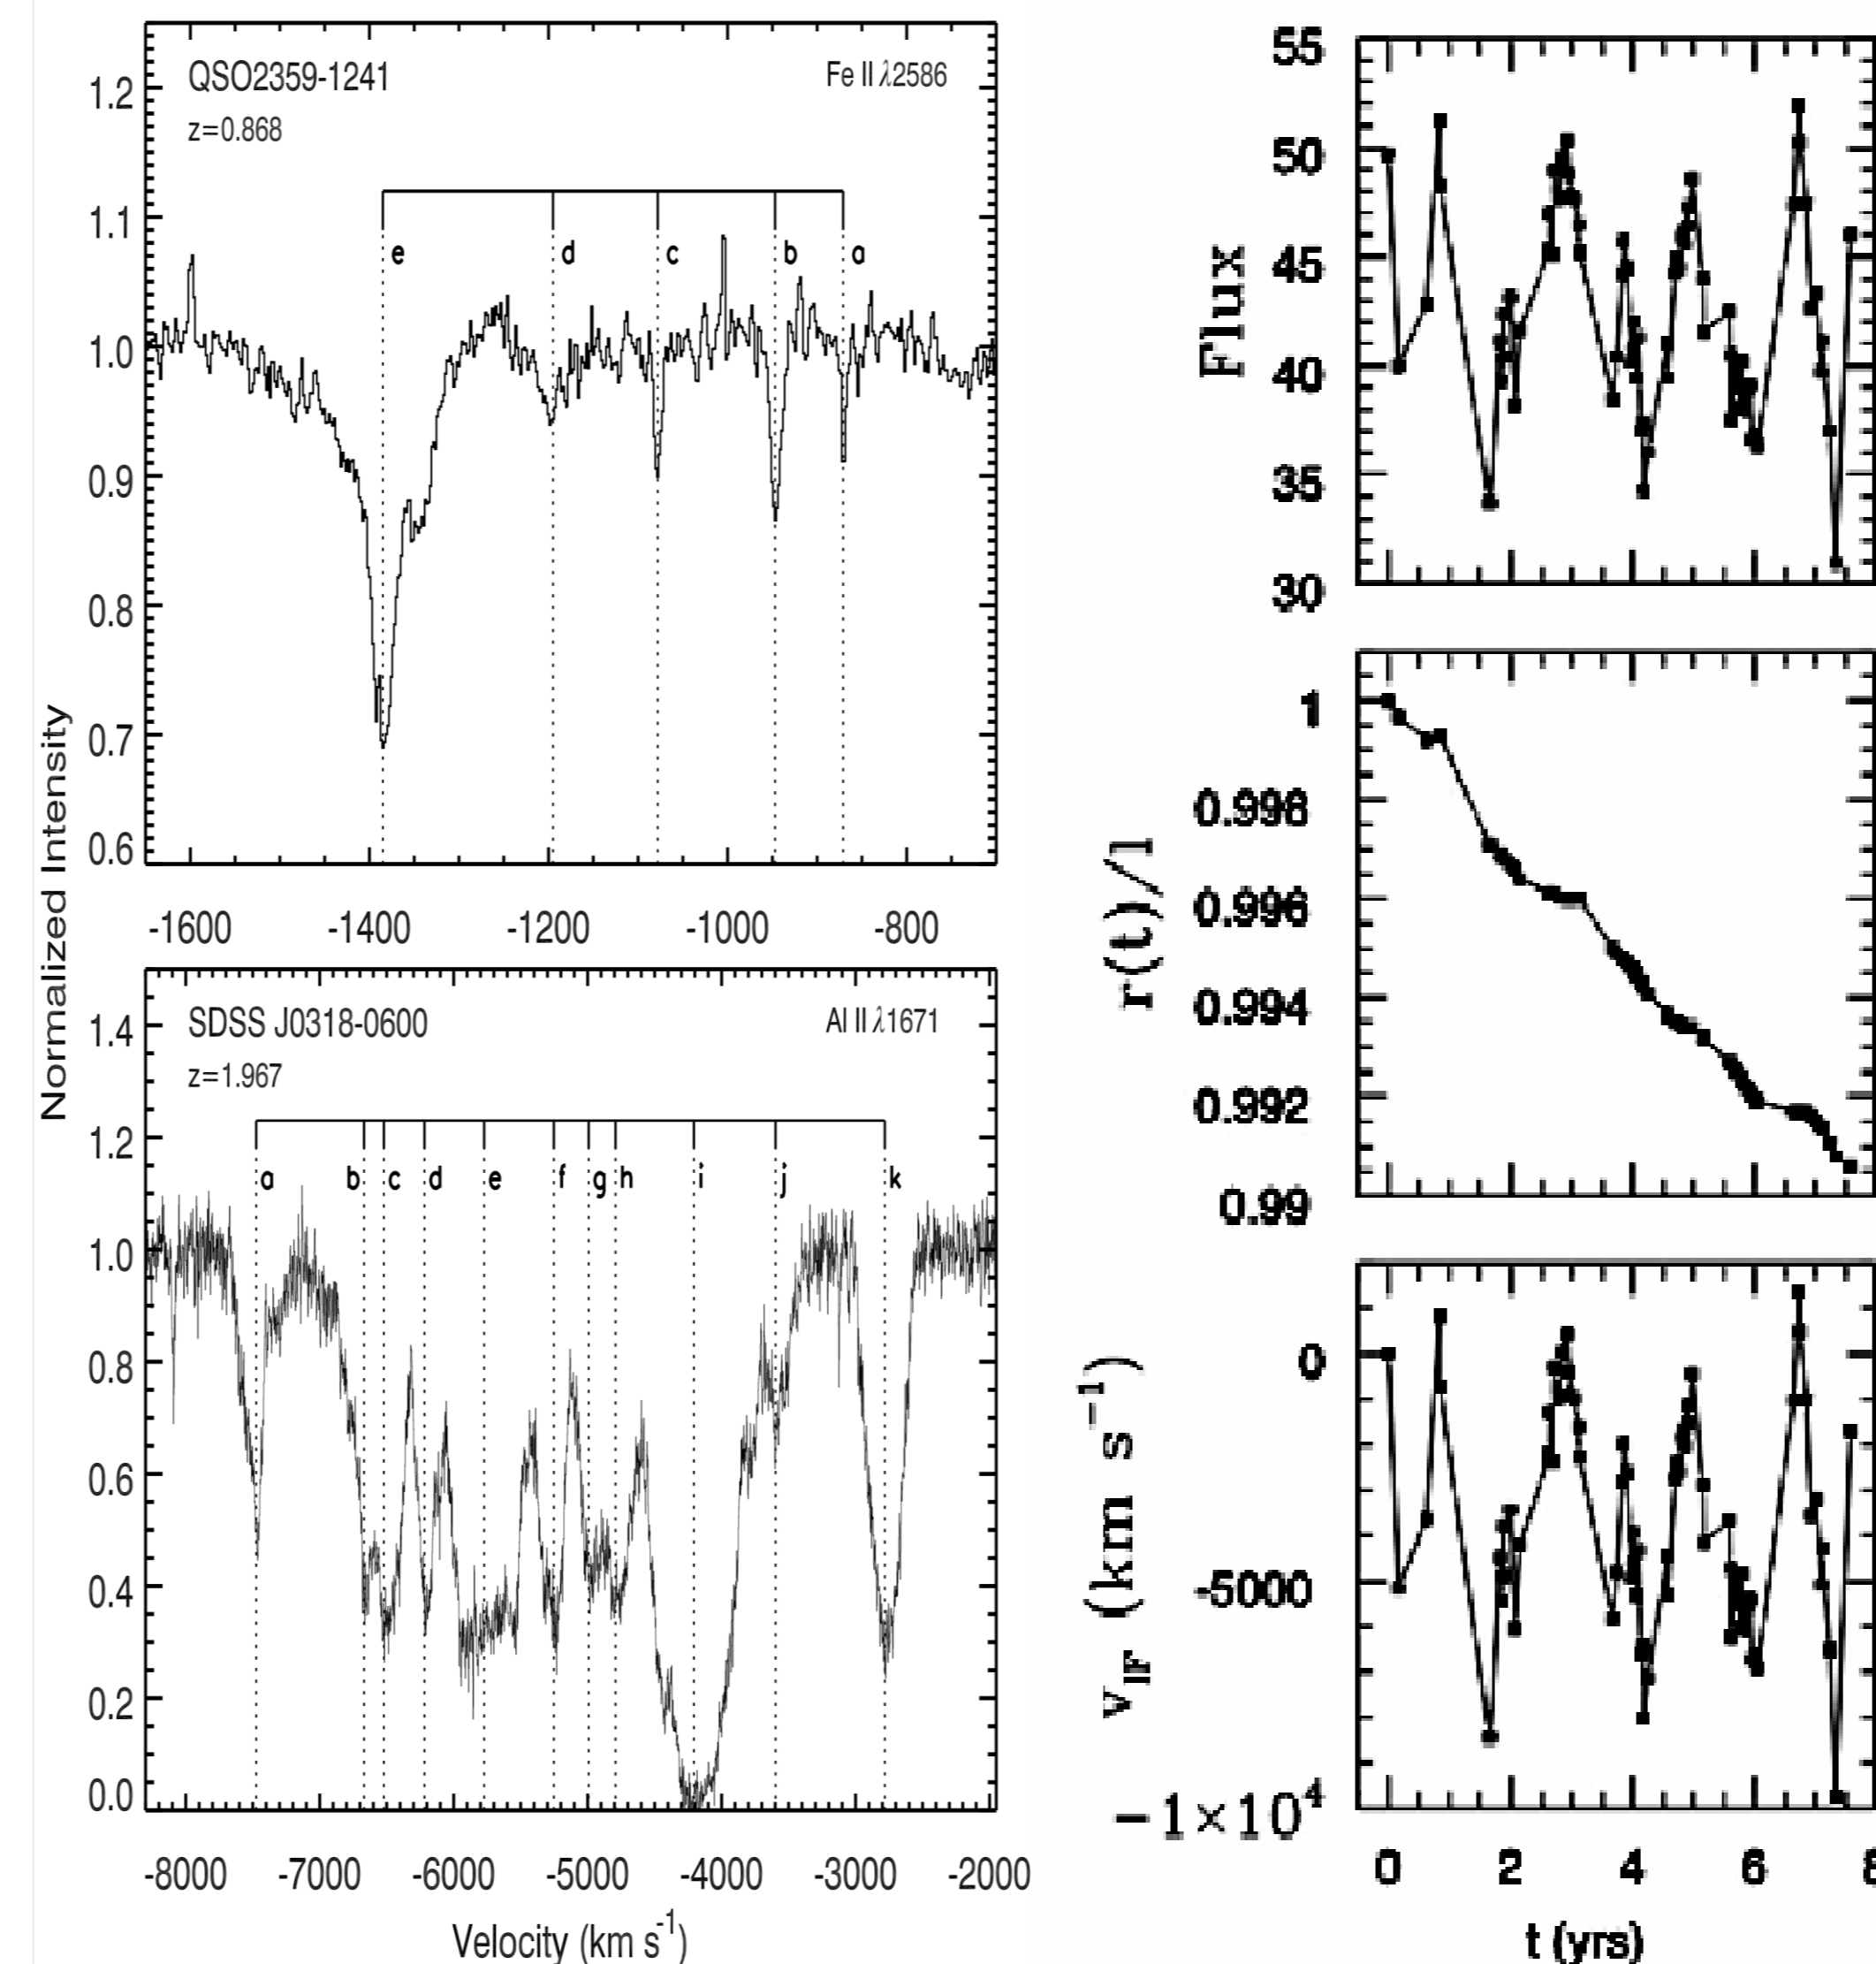 QSO2359-1241
Fe II λ2586
z=0.868
e d c b a
1.2
1.1
1.0
0.9
0.8
0.7
0.6
-1600 -1400 -1200 -1000 -800
Normalized Intensity
SDSS J0318-0600
Al II λ1671
z=1.967
a b c d e f g h i j k
1.4
1.2
1.0
0.8
0.6
0.4
0.2
0.0
-8000 -7000 -6000 -5000 -4000 -3000 -2000
Velocity (km s⁻¹)
55
50
45
40
35
30
Flux
1
0.998
0.996
0.994
0.992
0.99
r(t)/l
0
-5000
-1×10⁴
v_IF (km s⁻¹)
0 2 4 6 8
t (yrs)